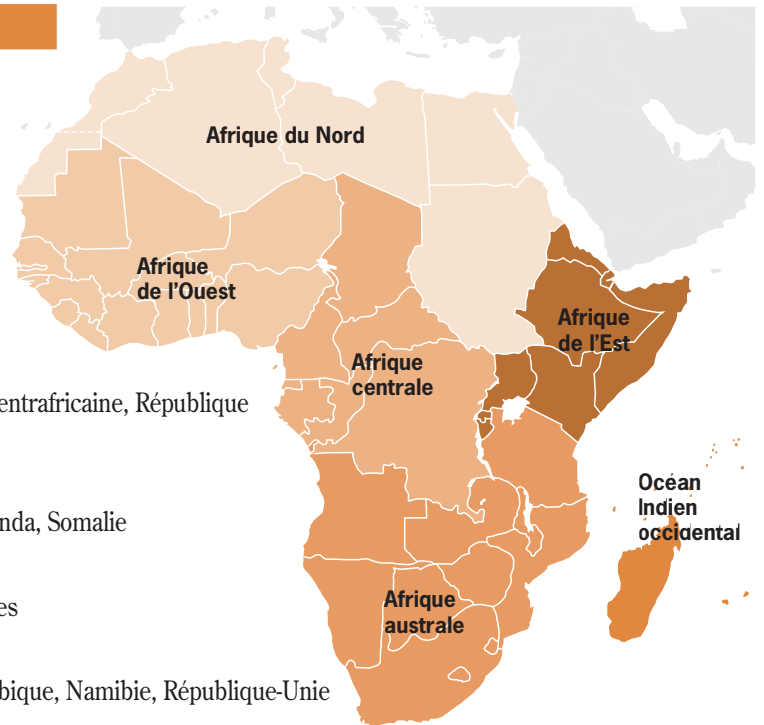 Afrique du Nord
Afrique
de l'Ouest
Afrique
de l'Est
Afrique
centrale
entrafricaine, République
Océan
Indien
occidental
nda, Somalie
Afrique
australe
es
bique, Namibie, République-Unie